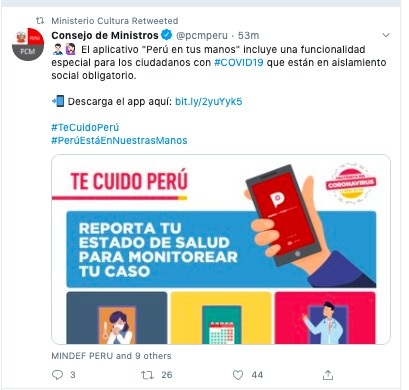 Ministerio Cultura Retweeted
Consejo de Ministros @pcmperu · 53m
El aplicativo "Perú en tus manos" incluye una funcionalidad
especial para los ciudadanos con #COVID19 que están en aislamiento
social obligatorio.
Descarga el app aquí: bit.ly/2yuYyk5
#TeCuidoPerú
#PerúEstáEnNuestrasManos
PERÚ
PCM
TE CUIDO PERÚ
CORONAVIRUS
REPORTA TU
ESTADO DE SALUD
PARA MONITOREAR
TU CASO
MINDEF PERU and 9 others
3
26
44